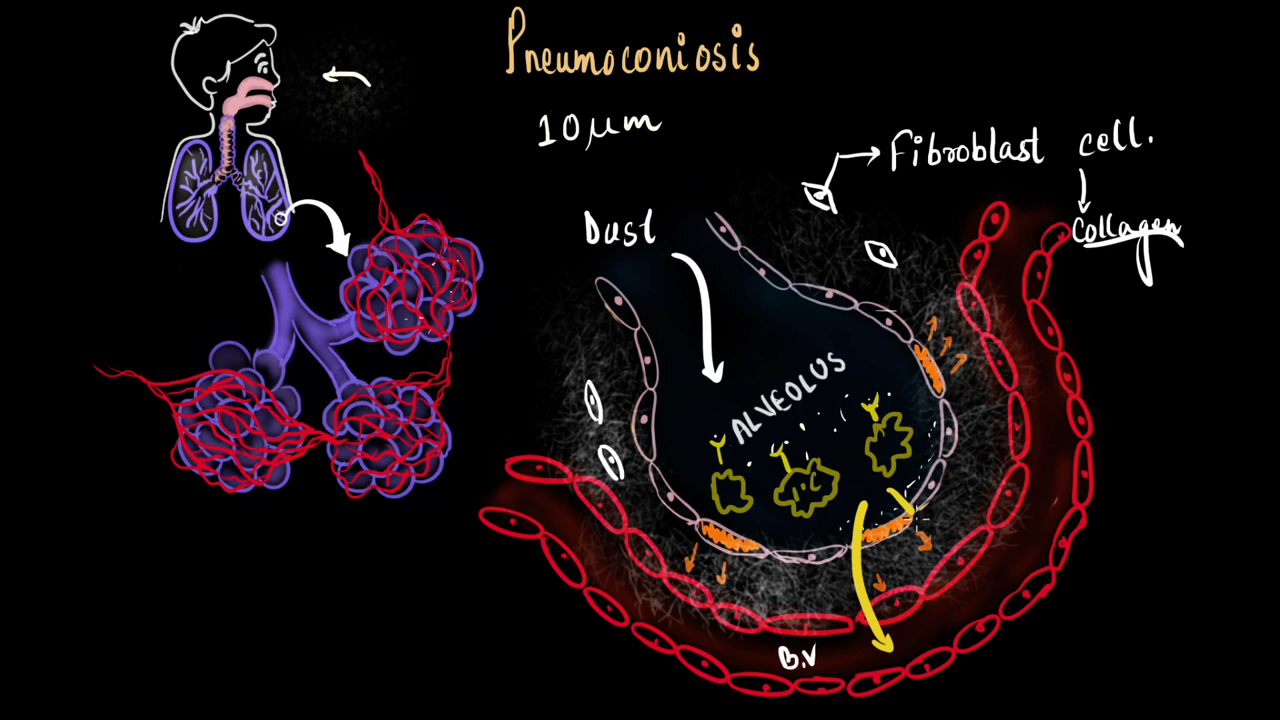 Pneumoconiosis
10 μm
Fibroblast cell.
Collagen
Dust
ALVEOLUS
B.V